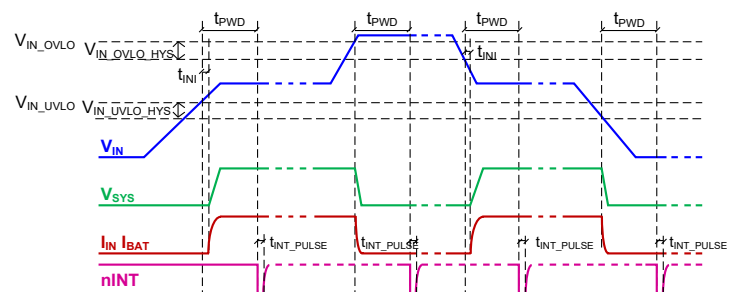 tPWD tPWD tPWD tPWD
VIN_OVLO
VIN_OVLO_HYS
tINI
tINI
VIN_UVLO
VIN_UVLO_HYS
VIN
VSYS
IIN IBAT
tINT_PULSE tINT_PULSE tINT_PULSE tINT_PULSE
nINT